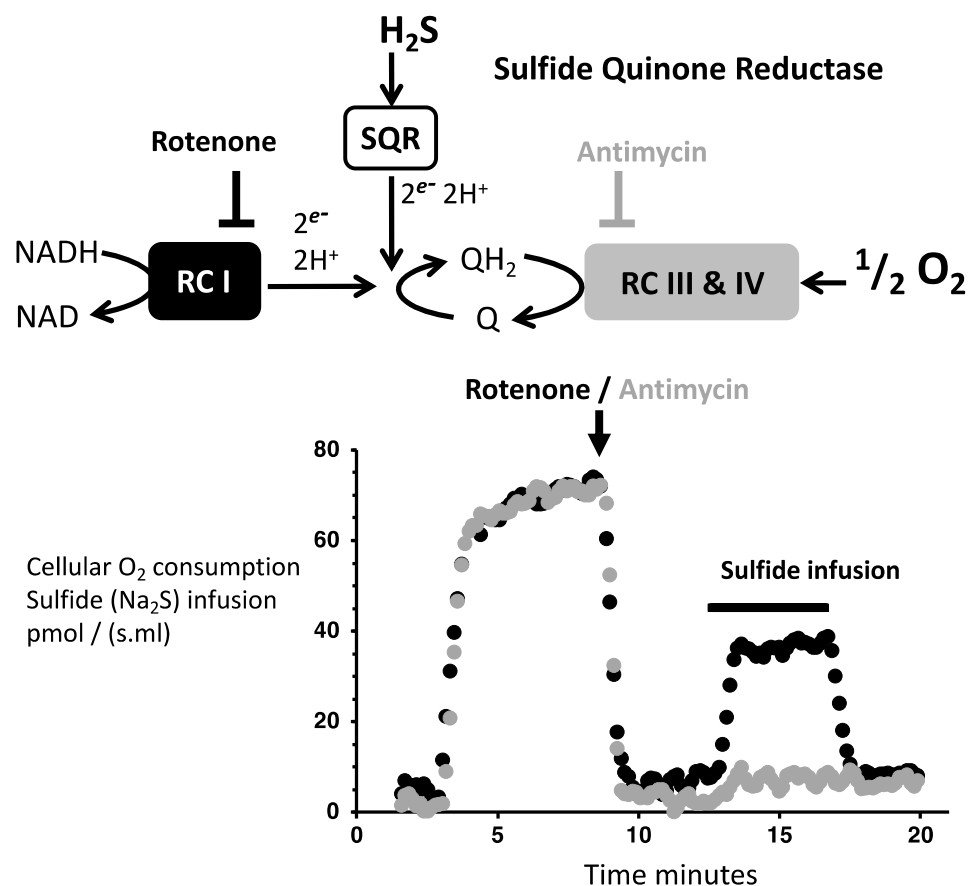 H₂S
Sulfide Quinone Reductase
Rotenone
SQR
Antimycin
2e- 2H⁺
2e-
2H⁺
NADH
RC I
QH₂
RC III & IV
¹/₂ O₂
NAD
Q
Rotenone / Antimycin
80
60
40
20
0
Cellular O₂ consumption
Sulfide (Na₂S) infusion
pmol / (s.ml)
Sulfide infusion
0 5 10 15 20
Time minutes